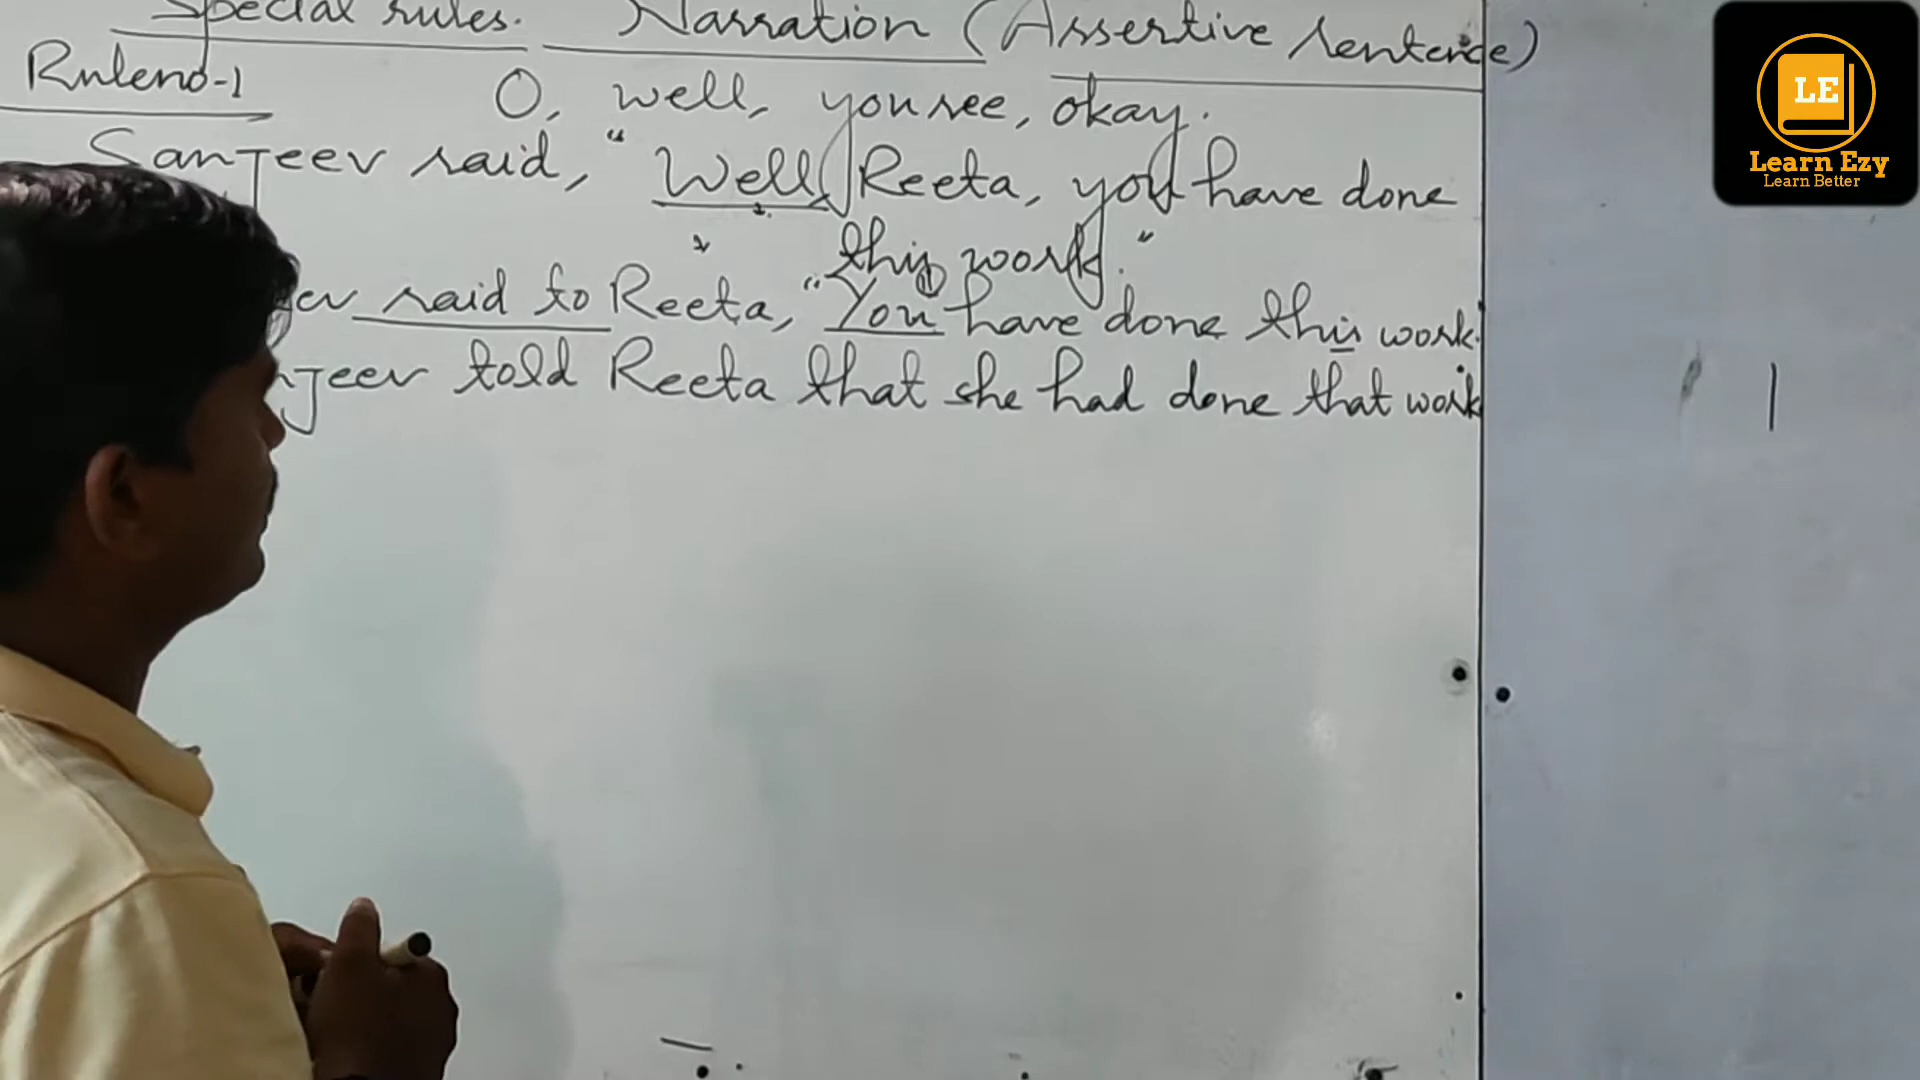 Special rules. Narration (Assertive sentence)
Rule no-1 O, well, you see, okay.
Sanjeev said, "Well, Reeta, you have done
this work."
said to Reeta, "You have done this work.
told Reeta that she had done that work
LE
Learn Ezy
Learn Better